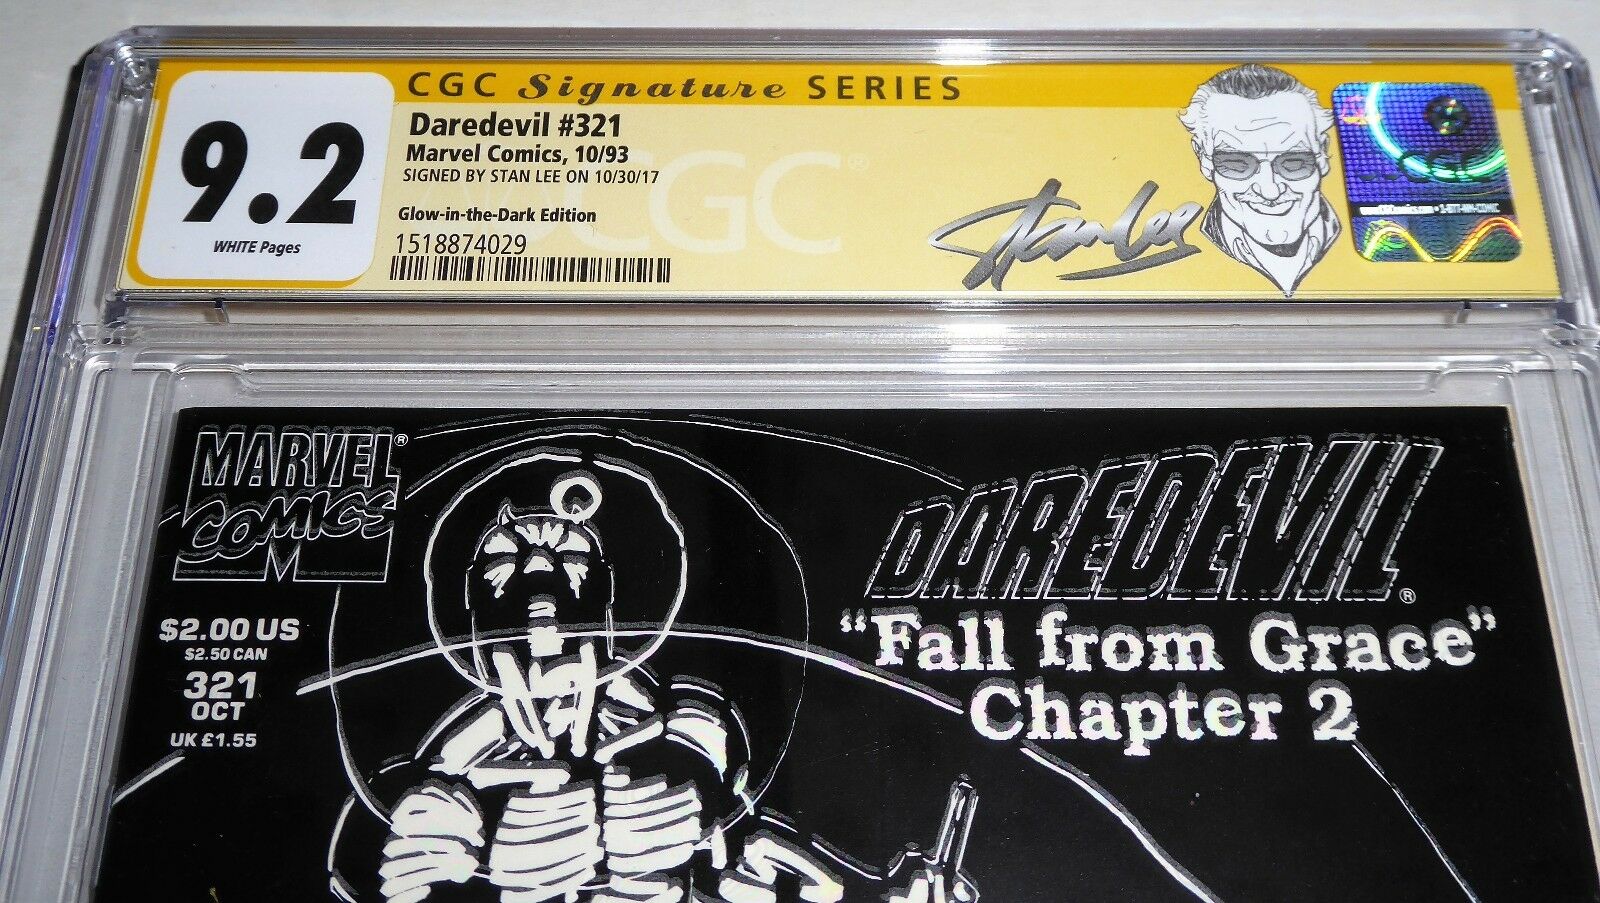 CGC Signature SERIES
9.2
WHITE Pages
Daredevil #321
Marvel Comics, 10/93
SIGNED BY STAN LEE ON 10/30/17
Glow-in-the-Dark Edition
1518874029
CGC®
Stan Lee
MARVEL®
COMICS
$2.00 US
$2.50 CAN
321
OCT
UK £1.55
DAREDEVIL®
"Fall from Grace"
Chapter 2